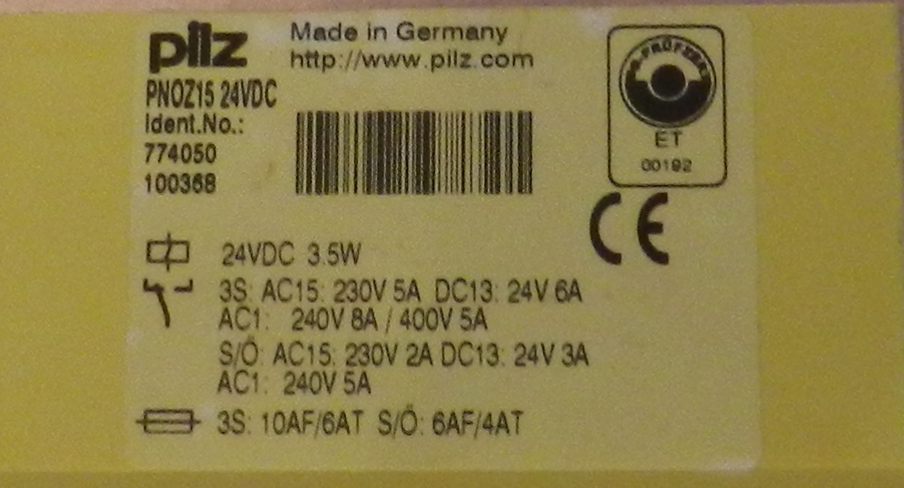 pilz
Made in Germany
http://www.pilz.com
PNOZ15 24VDC
Ident.No.:
774050
100368
ET
00192
CE
24VDC 3.5W
3S: AC15: 230V 5A DC13: 24V 6A
AC1: 240V 8A / 400V 5A
S/Ö: AC15: 230V 2A DC13: 24V 3A
AC1: 240V 5A
3S: 10AF/6AT S/Ö: 6AF/4AT